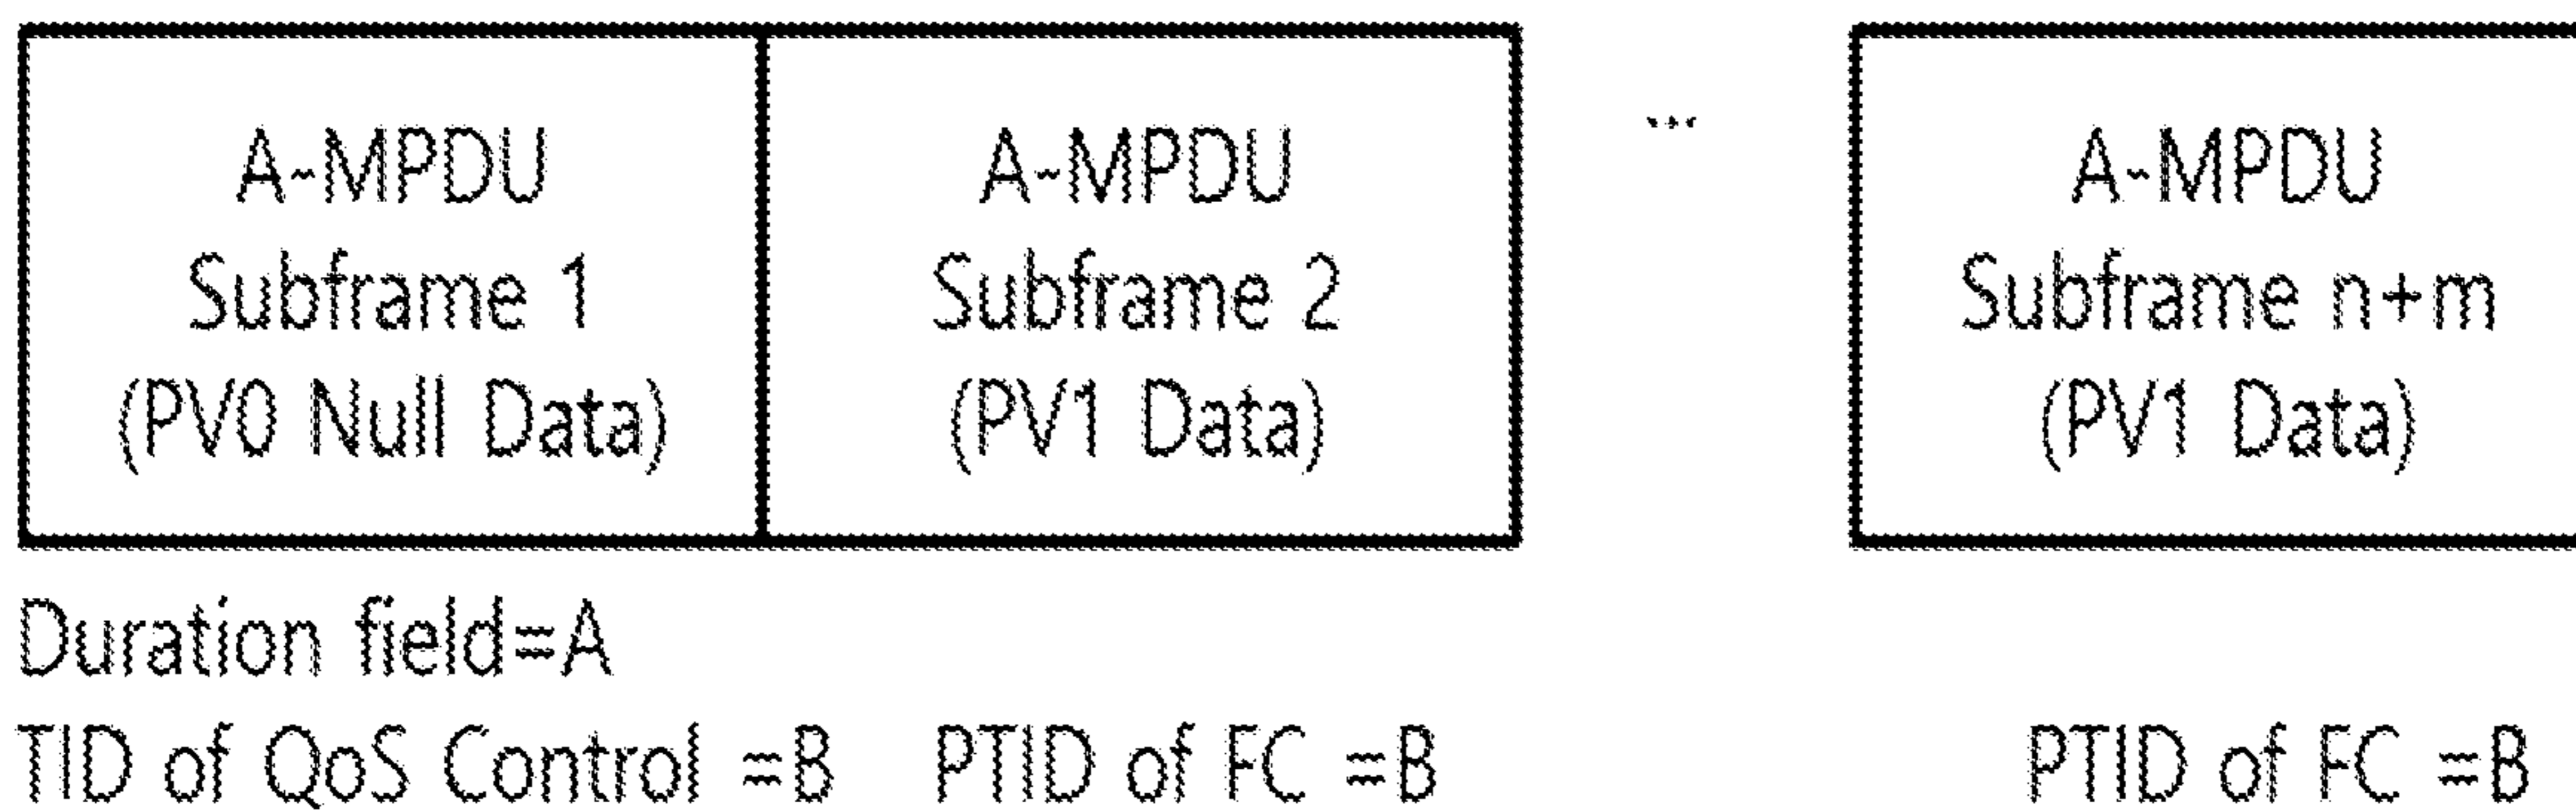 A-MPDU
Subframe 1
(PV0 Null Data)
A-MPDU
Subframe 2
(PV1 Data)
...
A-MPDU
Subframe n+m
(PV1 Data)
Duration field=A
TID of QoS Control =B
PTID of FC =B
PTID of FC =B